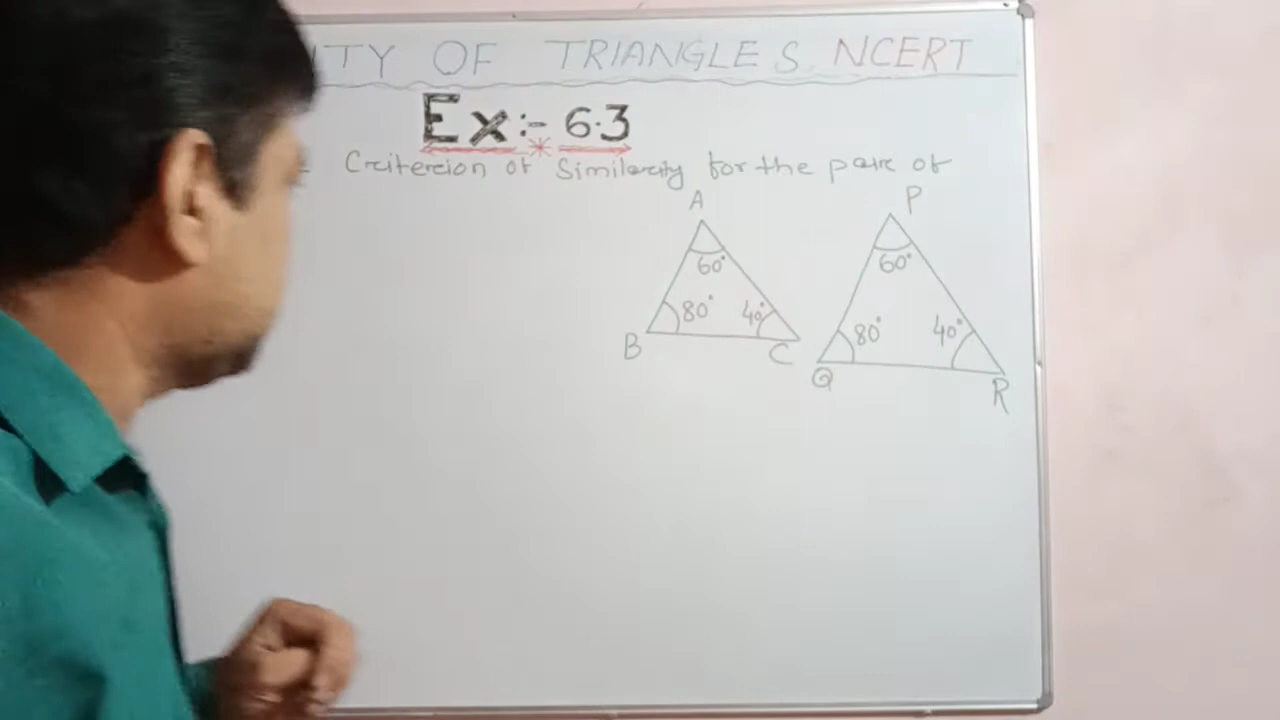 ITY OF TRIANGLES NCERT
Ex:- 6.3
Criterion of Similarity for the pair of
A P
60° 60°
80° 40° 80° 40°
B C Q R